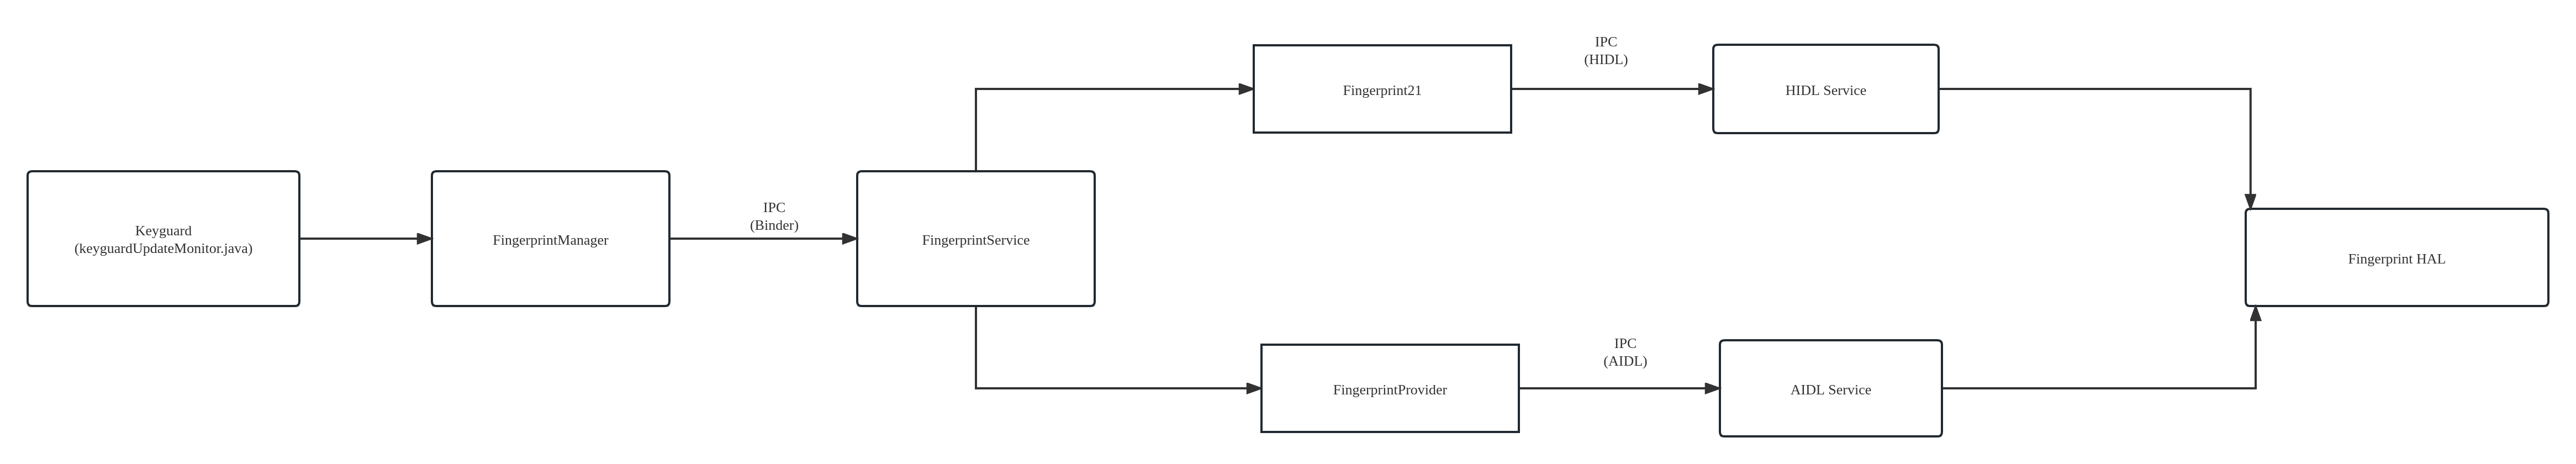 Keyguard
(keyguardUpdateMonitor.java)
FingerprintManager
IPC
(Binder)
FingerprintService
Fingerprint21
IPC
(HIDL)
HIDL Service
FingerprintProvider
IPC
(AIDL)
AIDL Service
Fingerprint HAL